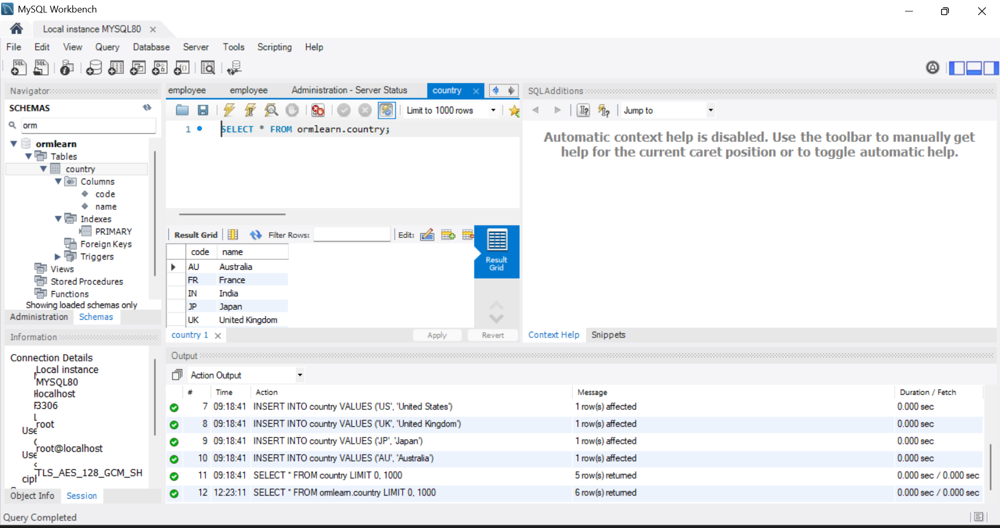 MySQL Workbench
Local instance MYSQL80
File Edit View Query Database Server Tools Scripting Help
Navigator
SCHEMAS
orm
ormlearn
Tables
country
Columns
code
name
Indexes
PRIMARY
Foreign Keys
Triggers
Views
Stored Procedures
Functions
Showing loaded schemas only
Administration Schemas
Information
Connection Details
Local instance
MYSQL80
localhost
3306
root
Use
root@localhost
Use
TLS_AES_128_GCM_SH
ciph
Object Info Session
employee employee Administration - Server Status country
Limit to 1000 rows
1 SELECT * FROM ormlearn.country;
Result Grid Filter Rows: Edit:
code name
AU Australia
FR France
IN India
JP Japan
UK United Kingdom
Result
Grid
country 1 Apply Revert
SQLAdditions
Jump to
Automatic context help is disabled. Use the toolbar to manually get
help for the current caret position or to toggle automatic help.
Context Help Snippets
Output
Action Output
# Time Action Message Duration / Fetch
7 09:18:41 INSERT INTO country VALUES ('US', 'United States') 1 row(s) affected 0.000 sec
8 09:18:41 INSERT INTO country VALUES ('UK', 'United Kingdom') 1 row(s) affected 0.000 sec
9 09:18:41 INSERT INTO country VALUES ('JP', 'Japan') 1 row(s) affected 0.000 sec
10 09:18:41 INSERT INTO country VALUES ('AU', 'Australia') 1 row(s) affected 0.000 sec
11 09:18:41 SELECT * FROM country LIMIT 0, 1000 5 row(s) returned 0.000 sec / 0.000 sec
12 12:23:11 SELECT * FROM ormlearn.country LIMIT 0, 1000 6 row(s) returned 0.000 sec / 0.000 sec
Query Completed